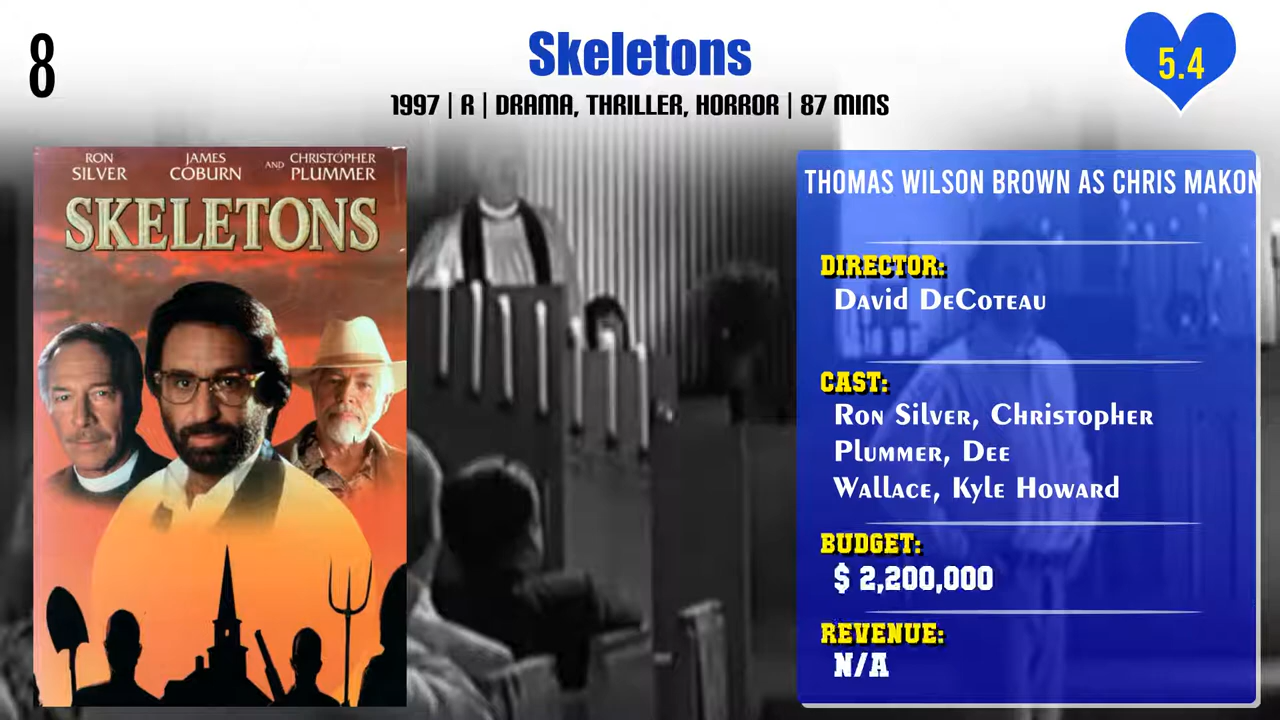 8
Skeletons
5.4
1997 | R | DRAMA, THRILLER, HORROR | 87 MINS
RON SILVER
JAMES COBURN
AND CHRISTOPHER PLUMMER
SKELETONS
THOMAS WILSON BROWN AS CHRIS MAKON
DIRECTOR:
David DeCoteau
CAST:
Ron Silver, Christopher
Plummer, Dee
Wallace, Kyle Howard
BUDGET:
$ 2,200,000
REVENUE:
N/A